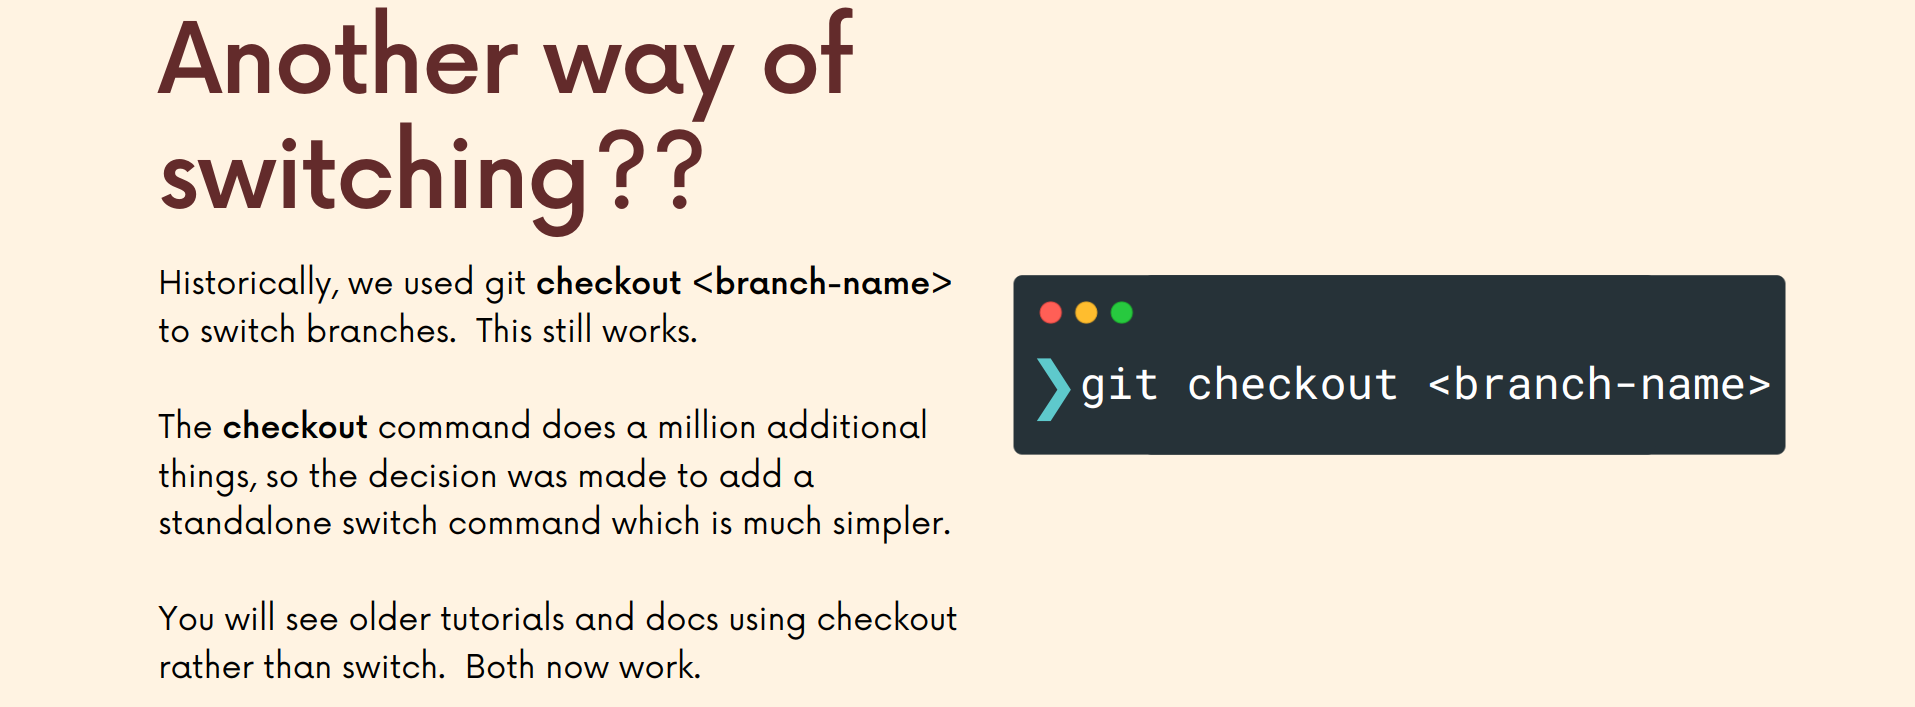 Another way of
switching??
Historically, we used git checkout <branch-name>
to switch branches.  This still works.
The checkout command does a million additional
things, so the decision was made to add a
standalone switch command which is much simpler.
You will see older tutorials and docs using checkout
rather than switch.  Both now work.
❯git checkout <branch-name>